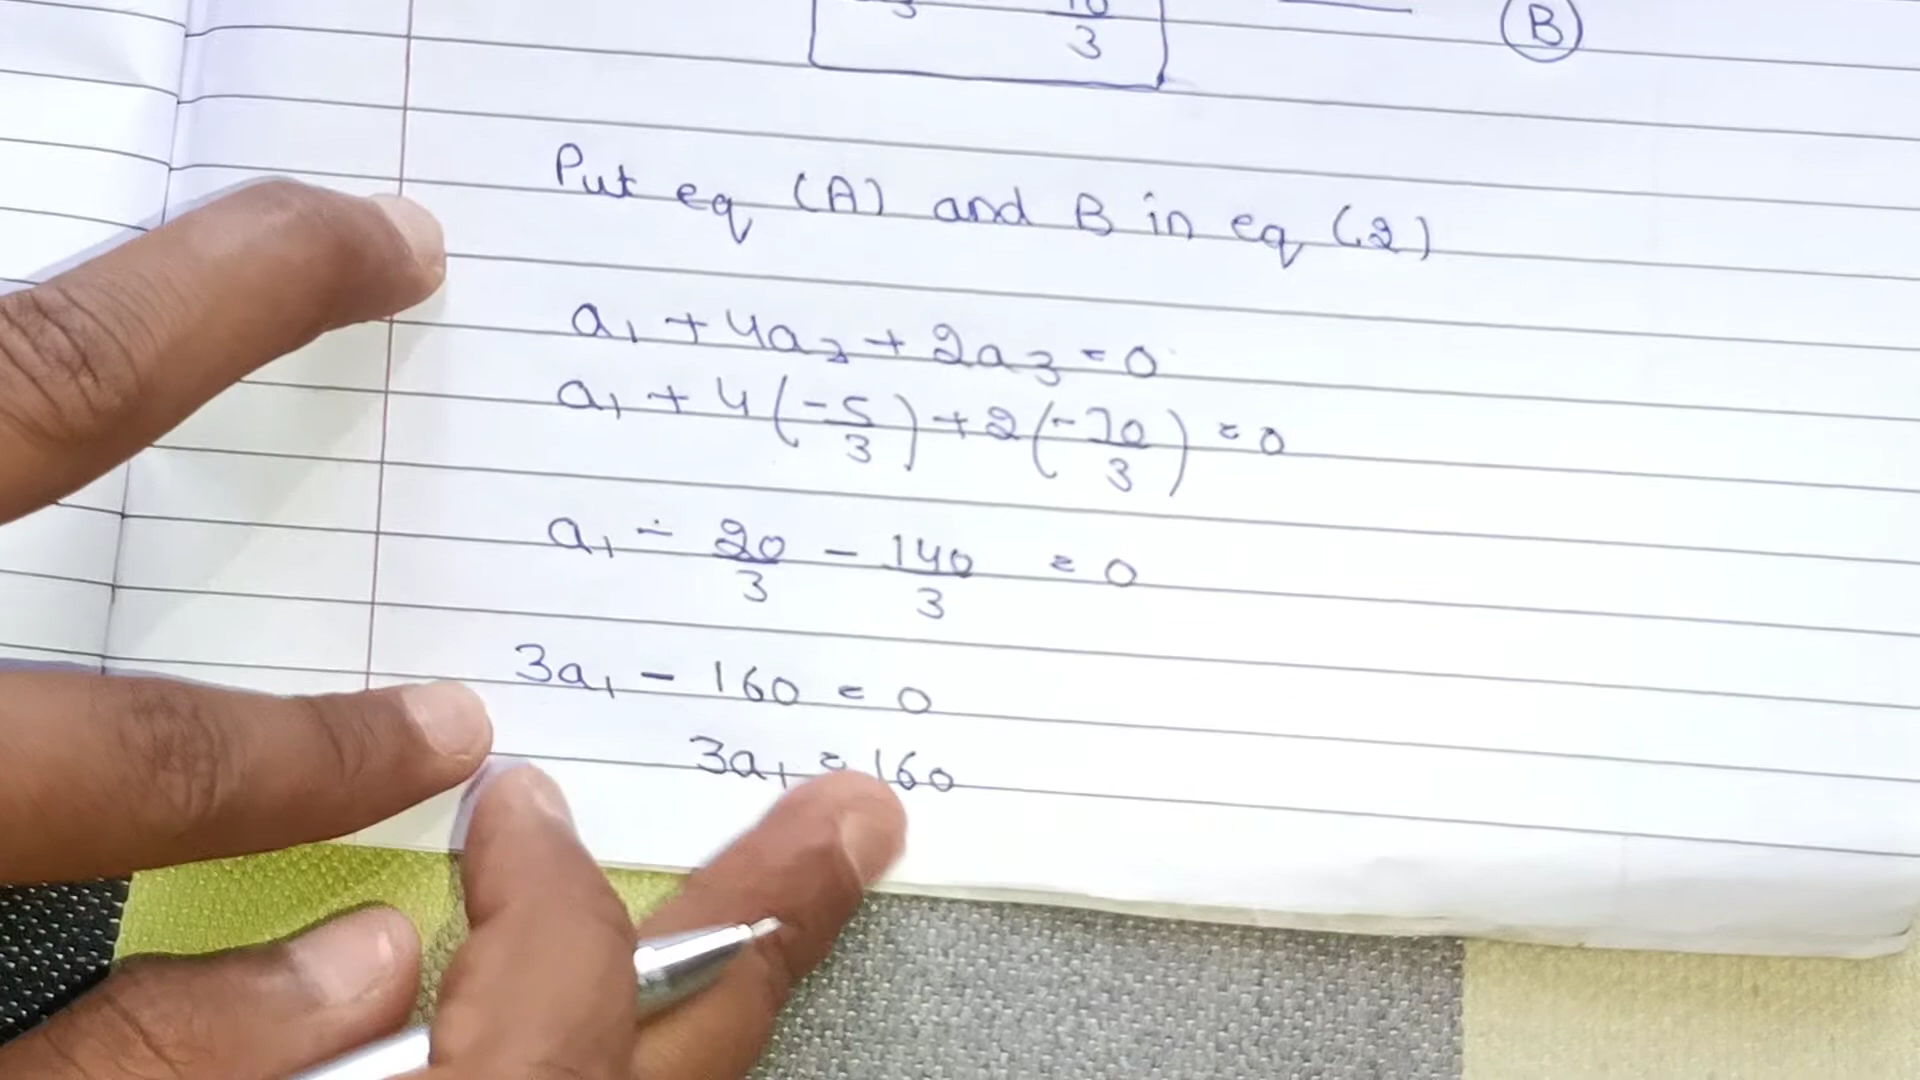 3
(B)
Put eq (A) and B in eq (2)
a₁ + 4a₂ + 2a₃ = 0
a₁ + 4(-5/3) + 2(-70/3) = 0
a₁ - 20/3 - 140/3 = 0
3a₁ - 160 = 0
3a₁ = 160